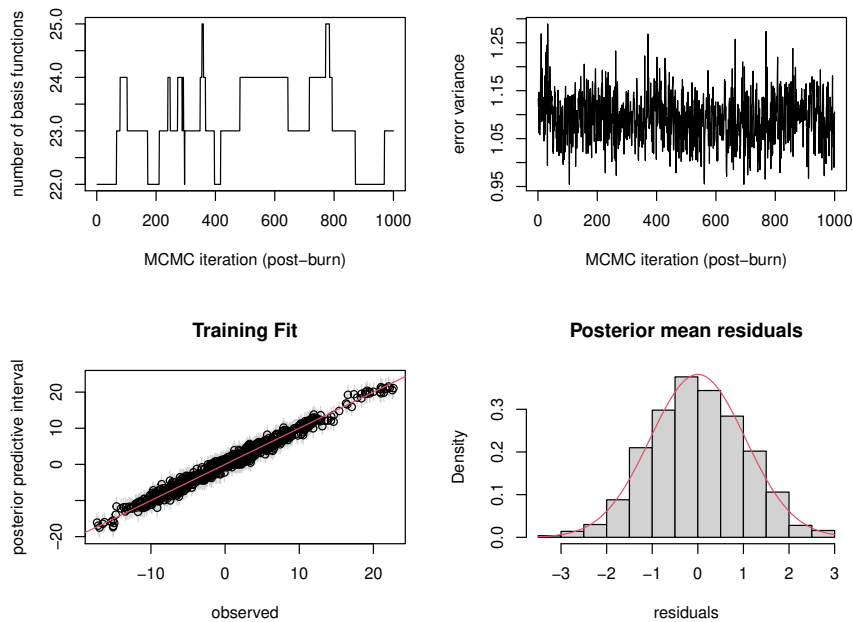 number of basis functions
22.0 23.0 24.0 25.0
0 200 400 600 800 1000
MCMC iteration (post−burn)
error variance
0.95 1.05 1.15 1.25
0 200 400 600 800 1000
MCMC iteration (post−burn)
Training Fit
posterior predictive interval
−20 0 10 20
−10 0 10 20
observed
Posterior mean residuals
Density
0.0 0.1 0.2 0.3
−3 −2 −1 0 1 2 3
residuals